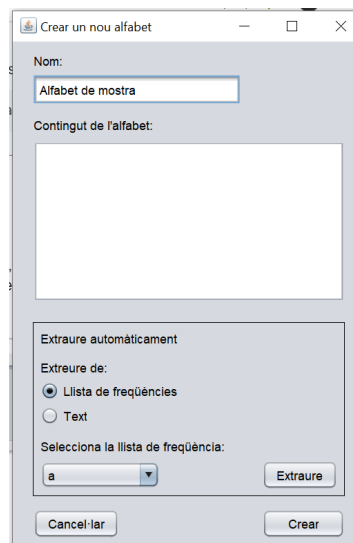 Crear un nou alfabet
Nom:
Alfabet de mostra
Contingut de l'alfabet:
Extraure automàticament
Extreure de:
Llista de freqüències
Text
Selecciona la llista de freqüència:
a
Extraure
Cancel·lar
Crear